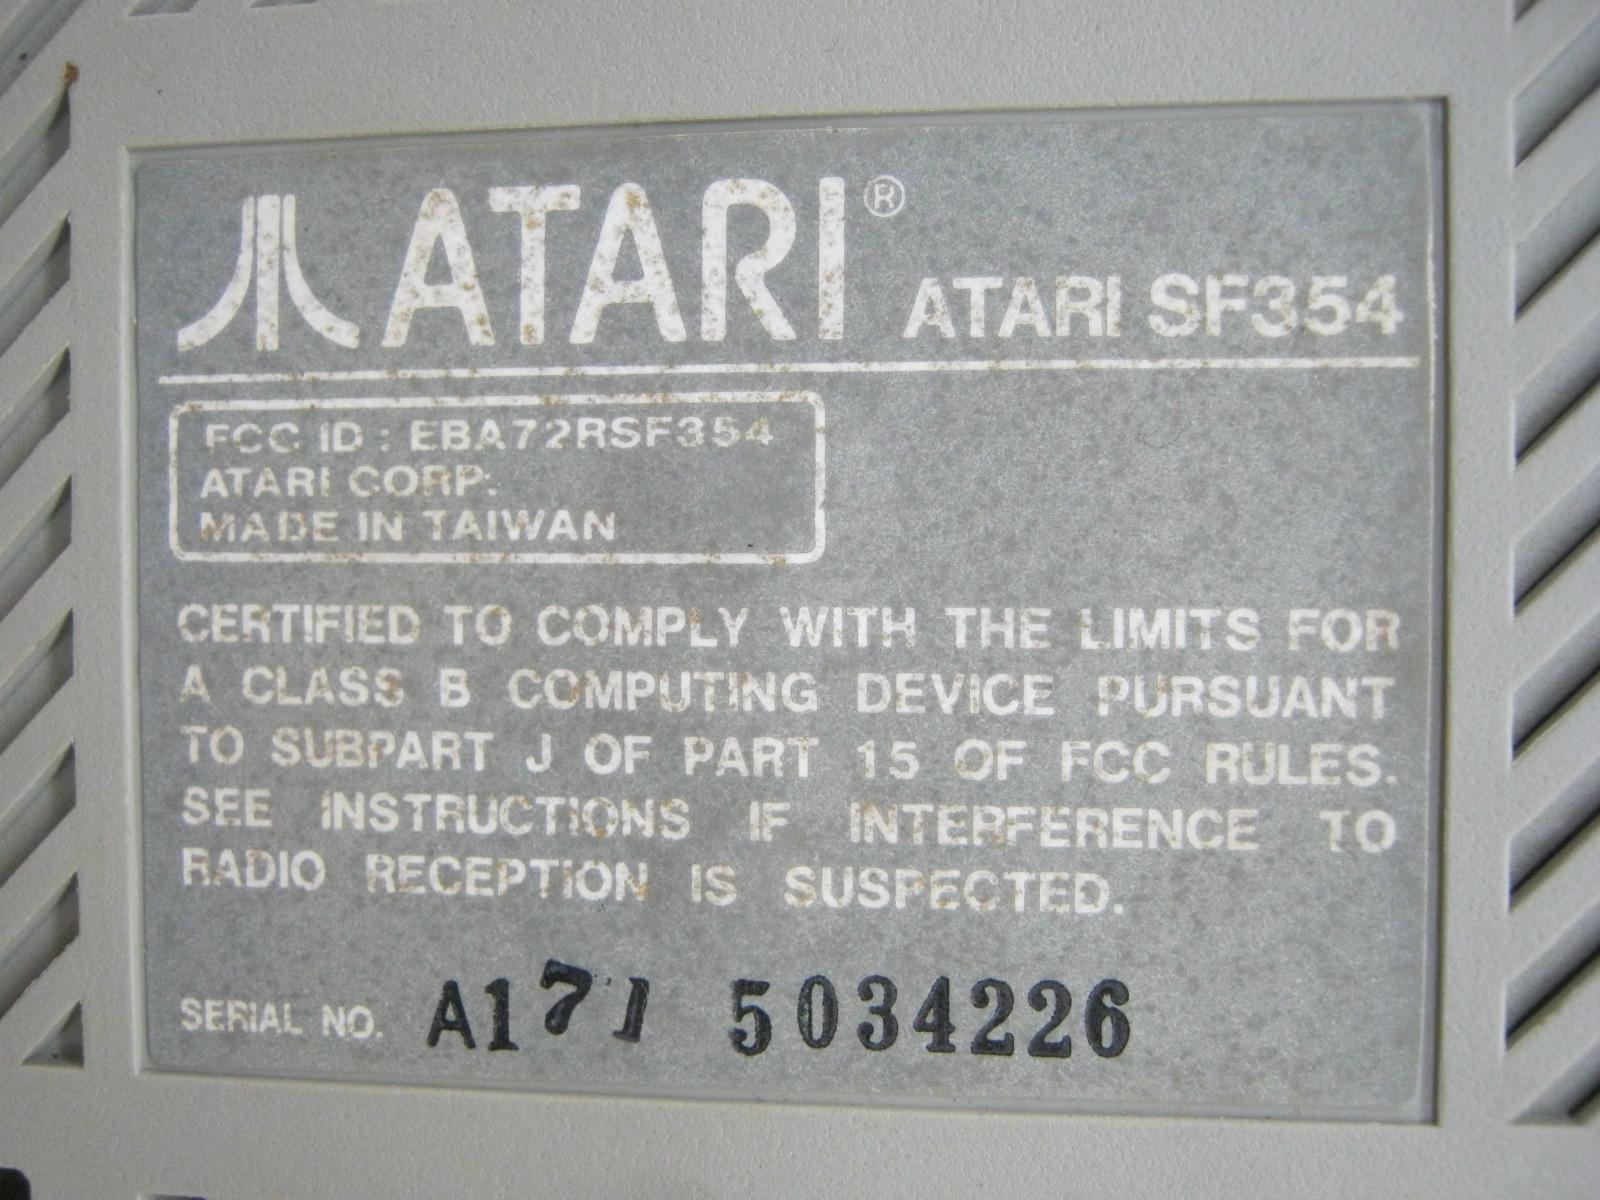 ATARI® ATARI SF354
FCC ID : EBA72RSF354
ATARI CORP.
MADE IN TAIWAN
CERTIFIED TO COMPLY WITH THE LIMITS FOR
A CLASS B COMPUTING DEVICE PURSUANT
TO SUBPART J OF PART 15 OF FCC RULES.
SEE INSTRUCTIONS IF INTERFERENCE TO
RADIO RECEPTION IS SUSPECTED.
SERIAL NO. A171 5034226